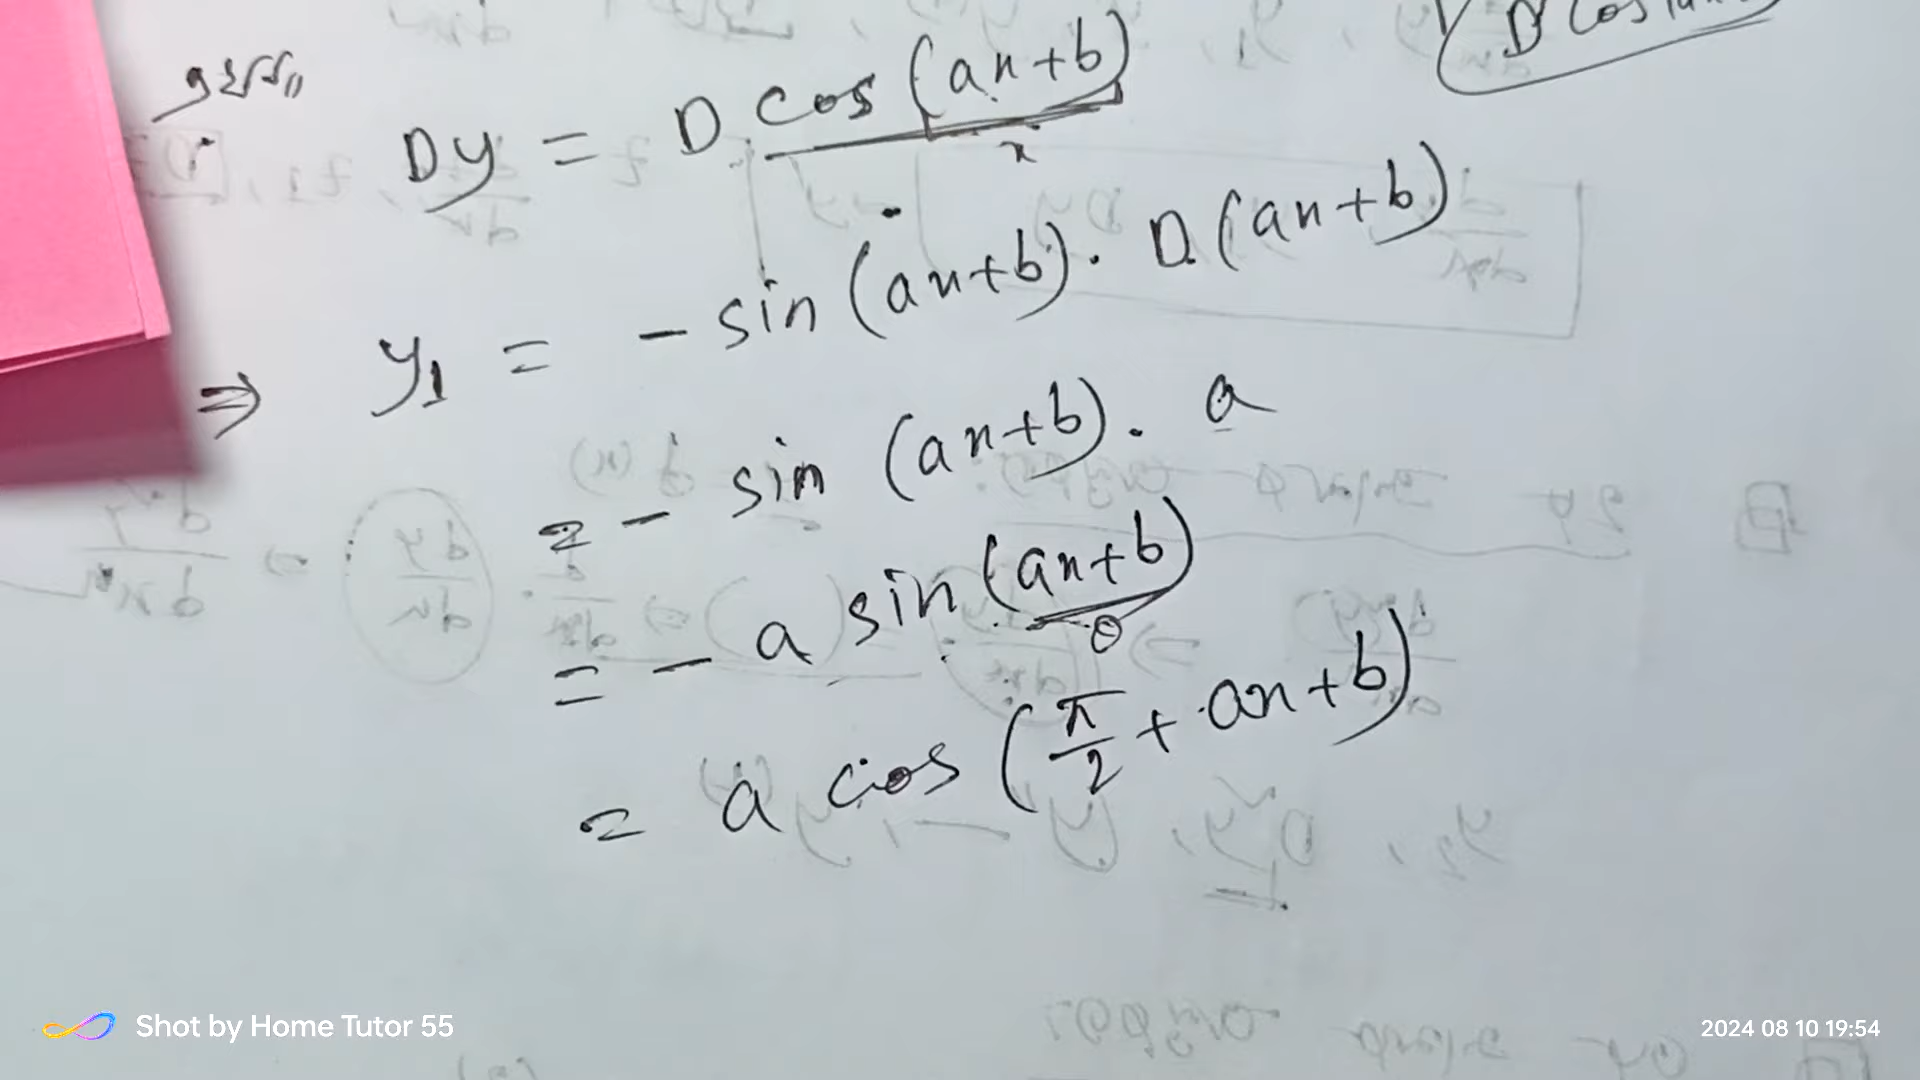 D cos
Dy = D cos (ax+b)
x
⇒ y₁ = - sin (ax+b). D (ax+b)
= - sin (ax+b). a
= - a sin (ax+b)
θ
= a cos (π/2 + ax+b)
Shot by Home Tutor 55
2024 08 10 19:54